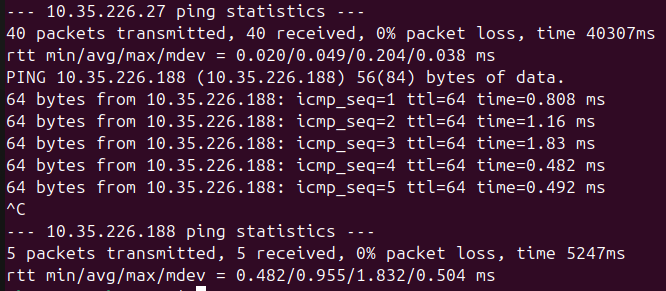 --- 10.35.226.27 ping statistics ---
40 packets transmitted, 40 received, 0% packet loss, time 40307ms
rtt min/avg/max/mdev = 0.020/0.049/0.204/0.038 ms
PING 10.35.226.188 (10.35.226.188) 56(84) bytes of data.
64 bytes from 10.35.226.188: icmp_seq=1 ttl=64 time=0.808 ms
64 bytes from 10.35.226.188: icmp_seq=2 ttl=64 time=1.16 ms
64 bytes from 10.35.226.188: icmp_seq=3 ttl=64 time=1.83 ms
64 bytes from 10.35.226.188: icmp_seq=4 ttl=64 time=0.482 ms
64 bytes from 10.35.226.188: icmp_seq=5 ttl=64 time=0.492 ms
^C
--- 10.35.226.188 ping statistics ---
5 packets transmitted, 5 received, 0% packet loss, time 5247ms
rtt min/avg/max/mdev = 0.482/0.955/1.832/0.504 ms